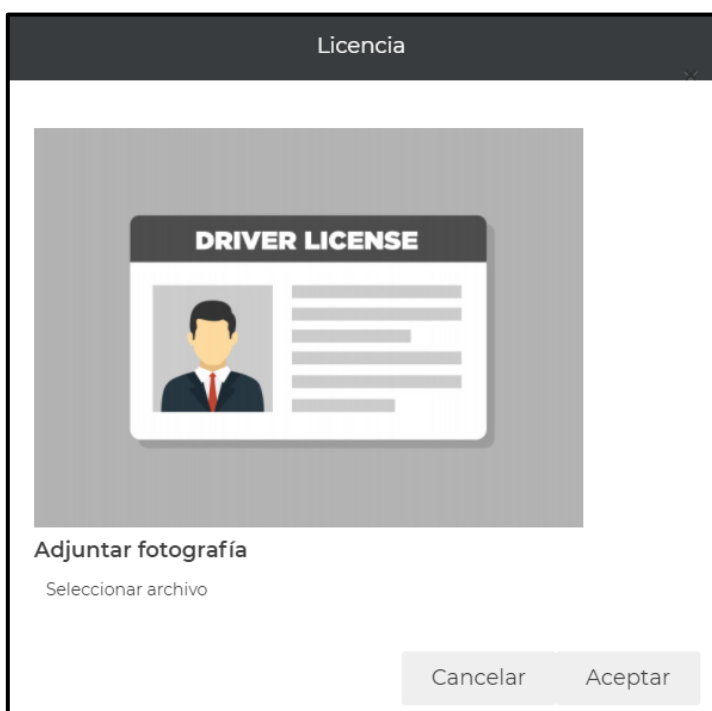 Licencia
DRIVER LICENSE
Adjuntar fotografía
Seleccionar archivo
Cancelar Aceptar